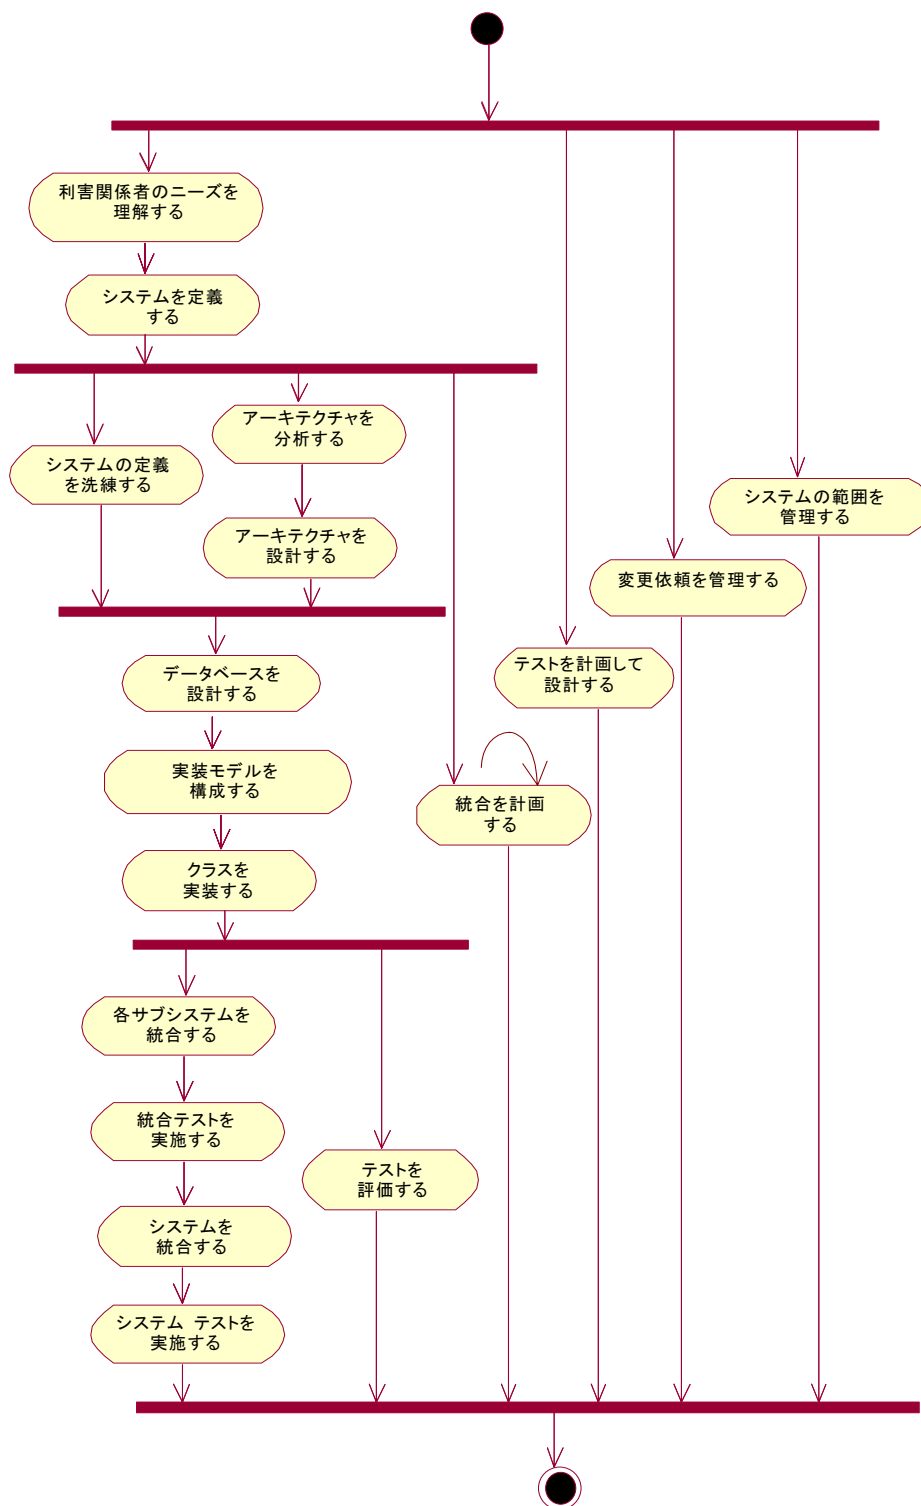 利害関係者のニーズを
理解する
システムを定義
する
アーキテクチャを
分析する
システムの定義
を洗練する
アーキテクチャを
設計する
システムの範囲を
管理する
変更依頼を管理する
テストを計画して
設計する
データベースを
設計する
実装モデルを
構成する
統合を計画
する
クラスを
実装する
各サブシステムを
統合する
統合テストを
実施する
テストを
評価する
システムを
統合する
システム テストを
実施する